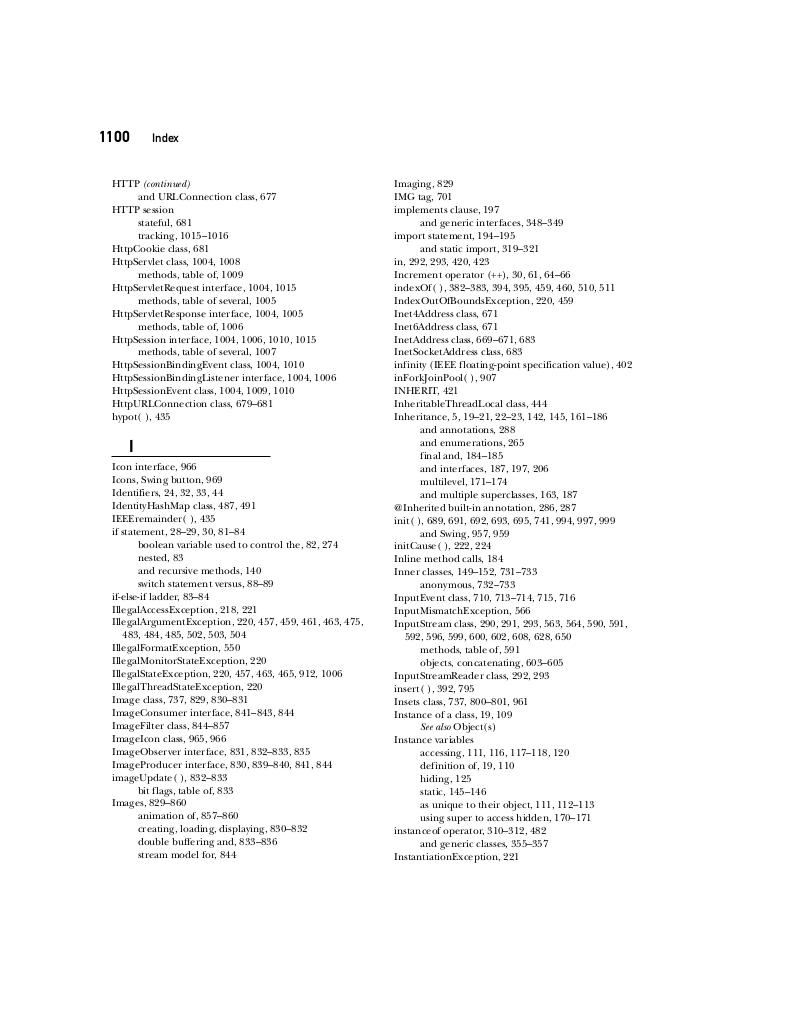 1100 Index
HTTP (continued)
and URLConnection class, 677
HTTP session
stateful, 681
tracking, 1015–1016
HttpCookie class, 681
HttpServlet class, 1004, 1008
methods, table of, 1009
HttpServletRequest interface, 1004, 1015
methods, table of several, 1005
HttpServletResponse interface, 1004, 1005
methods, table of, 1006
HttpSession interface, 1004, 1006, 1010, 1015
methods, table of several, 1007
HttpSessionBindingEvent class, 1004, 1010
HttpSessionBindingListener interface, 1004, 1006
HttpSessionEvent class, 1004, 1009, 1010
HttpURLConnection class, 679–681
hypot( ), 435
I
Icon interface, 966
Icons, Swing button, 969
Identifiers, 24, 32, 33, 44
IdentityHashMap class, 487, 491
IEEEremainder( ), 435
if statement, 28–29, 30, 81–84
boolean variable used to control the, 82, 274
nested, 83
and recursive methods, 140
switch statement versus, 88–89
if-else-if ladder, 83–84
IllegalAccessException, 218, 221
IllegalArgumentException, 220, 457, 459, 461, 463, 475,
483, 484, 485, 502, 503, 504
IllegalFormatException, 550
IllegalMonitorStateException, 220
IllegalStateException, 220, 457, 463, 465, 912, 1006
IllegalThreadStateException, 220
Image class, 737, 829, 830–831
ImageConsumer interface, 841–843, 844
ImageFilter class, 844–857
ImageIcon class, 965, 966
ImageObserver interface, 831, 832–833, 835
ImageProducer interface, 830, 839–840, 841, 844
imageUpdate( ), 832–833
bit flags, table of, 833
Images, 829–860
animation of, 857–860
creating, loading, displaying, 830–832
double buffering and, 833–836
stream model for, 844
Imaging, 829
IMG tag, 701
implements clause, 197
and generic interfaces, 348–349
import statement, 194–195
and static import, 319–321
in, 292, 293, 420, 423
Increment operator (++), 30, 61, 64–66
indexOf( ), 382–383, 394, 395, 459, 460, 510, 511
IndexOutOfBoundsException, 220, 459
Inet4Address class, 671
Inet6Address class, 671
InetAddress class, 669–671, 683
InetSocketAddress class, 683
infinity (IEEE floating-point specification value), 402
inForkJoinPool( ), 907
INHERIT, 421
InheritableThreadLocal class, 444
Inheritance, 5, 19–21, 22–23, 142, 145, 161–186
and annotations, 288
and enumerations, 265
final and, 184–185
and interfaces, 187, 197, 206
multilevel, 171–174
and multiple superclasses, 163, 187
@Inherited built-in annotation, 286, 287
init( ), 689, 691, 692, 693, 695, 741, 994, 997, 999
and Swing, 957, 959
initCause( ), 222, 224
Inline method calls, 184
Inner classes, 149–152, 731–733
anonymous, 732–733
InputEvent class, 710, 713–714, 715, 716
InputMismatchException, 566
InputStream class, 290, 291, 293, 563, 564, 590, 591,
592, 596, 599, 600, 602, 608, 628, 650
methods, table of, 591
objects, concatenating, 603–605
InputStreamReader class, 292, 293
insert( ), 392, 795
Insets class, 737, 800–801, 961
Instance of a class, 19, 109
See also Object(s)
Instance variables
accessing, 111, 116, 117–118, 120
definition of, 19, 110
hiding, 125
static, 145–146
as unique to their object, 111, 112–113
using super to access hidden, 170–171
instanceof operator, 310–312, 482
and generic classes, 355–357
InstantiationException, 221